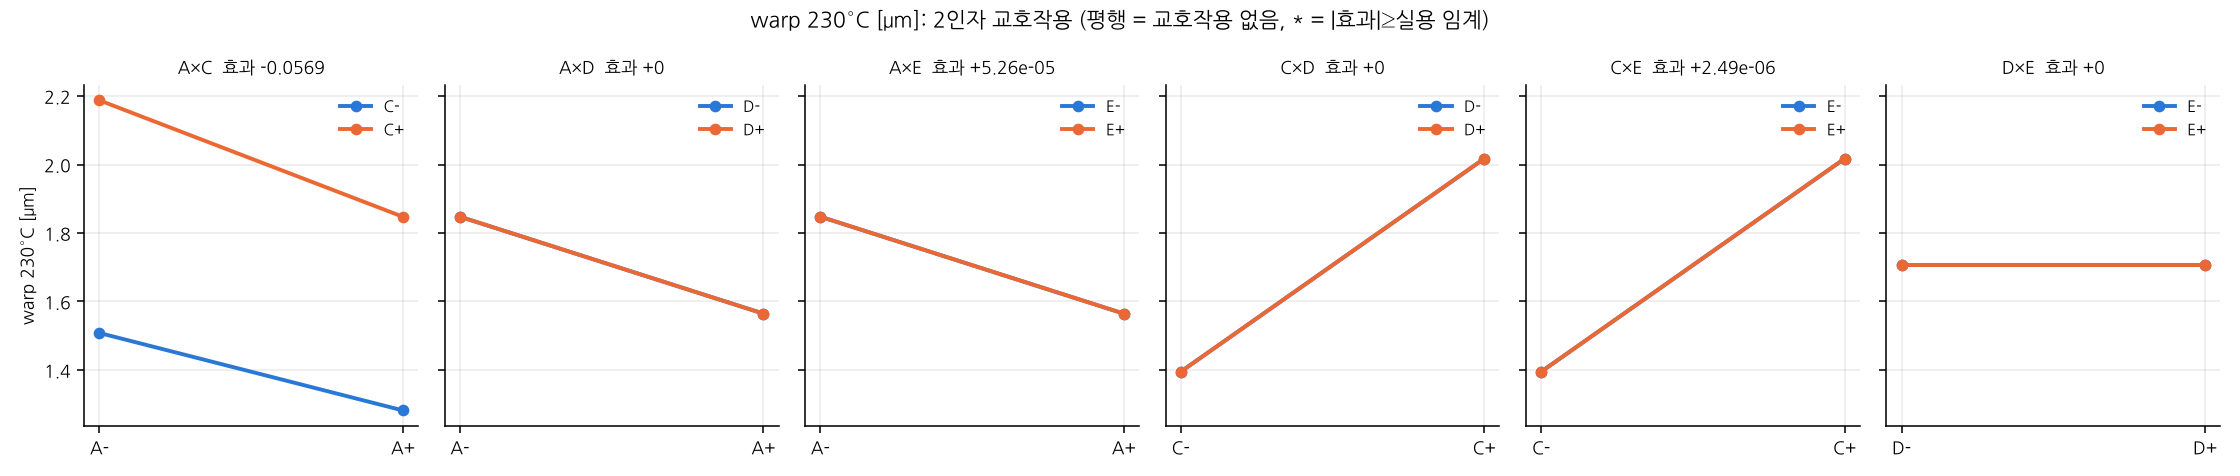 warp 230°C [µm]: 2인자 교호작용 (평행 = 교호작용 없음, * = |효과|≥실용 임계)
A×C 효과 -0.0569
A×D 효과 +0
A×E 효과 +5.26e-05
C×D 효과 +0
C×E 효과 +2.49e-06
D×E 효과 +0
warp 230°C [µm]
2.2
2.0
1.8
1.6
1.4
C-
C+
A-
A+
D-
D+
A-
A+
E-
E+
A-
A+
D-
D+
C-
C+
E-
E+
C-
C+
E-
E+
D-
D+